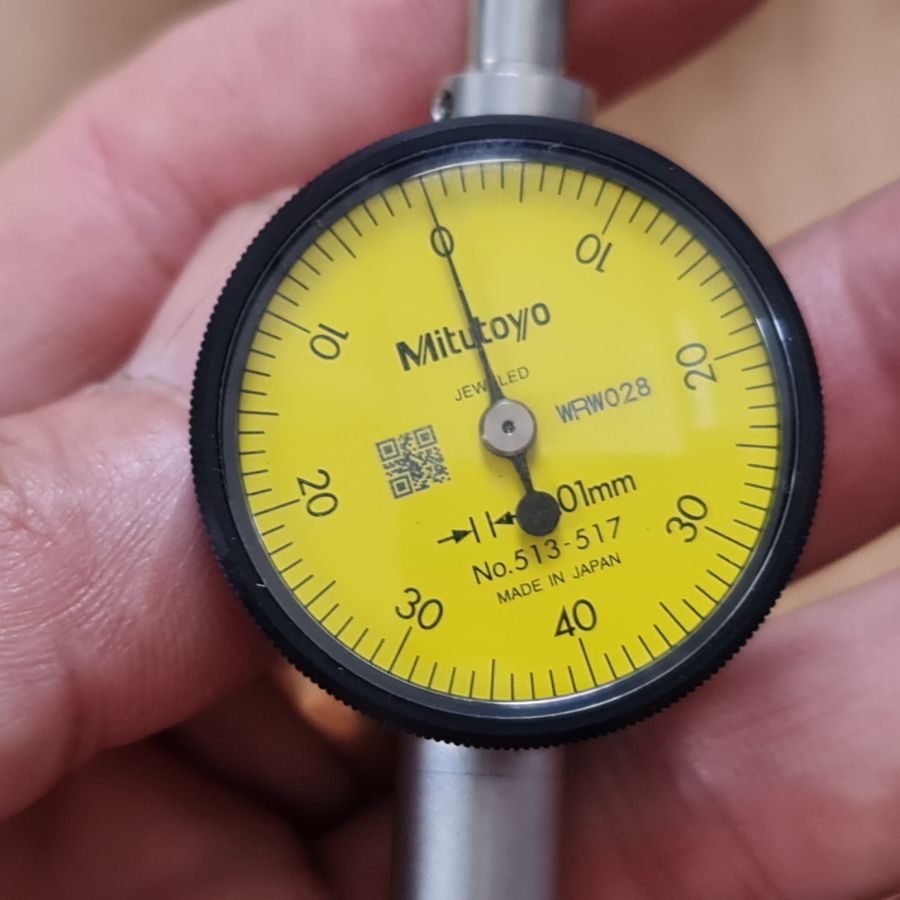 0
10
10
Mitutoyo
20
JEWELED
WRW028
20
01mm
30
No.513-517
MADE IN JAPAN
30
40